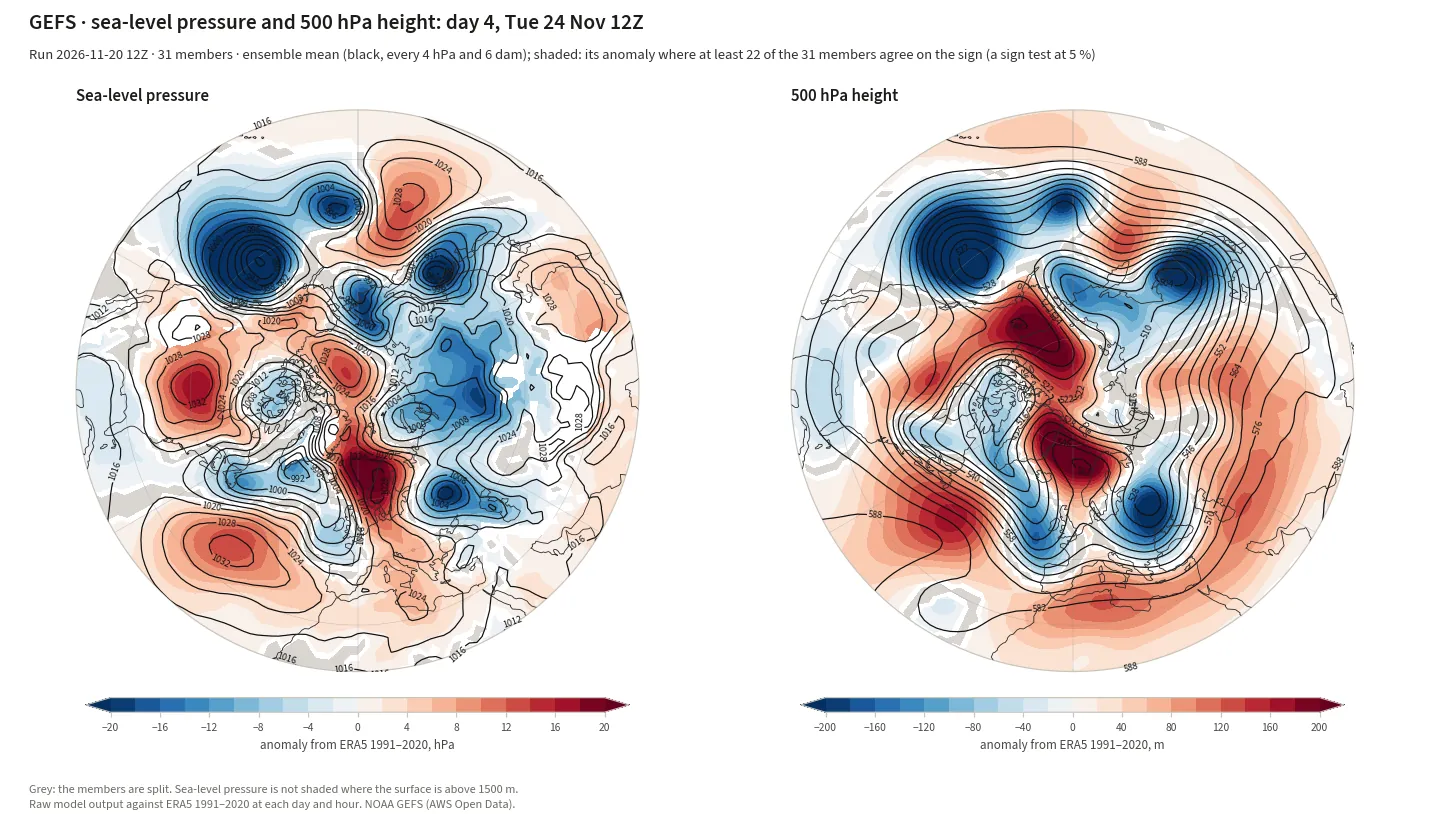 GEFS · sea-level pressure and 500 hPa height: day 4, Tue 24 Nov 12Z
Run 2026-11-20 12Z · 31 members · ensemble mean (black, every 4 hPa and 6 dam); shaded: its anomaly where at least 22 of the 31 members agree on the sign (a sign test at 5 %)
Sea-level pressure
500 hPa height
−20 −16 −12 −8 −4 0 4 8 12 16 20
anomaly from ERA5 1991–2020, hPa
−200 −160 −120 −80 −40 0 40 80 120 160 200
anomaly from ERA5 1991–2020, m
Grey: the members are split. Sea-level pressure is not shaded where the surface is above 1500 m.
Raw model output against ERA5 1991–2020 at each day and hour. NOAA GEFS (AWS Open Data).